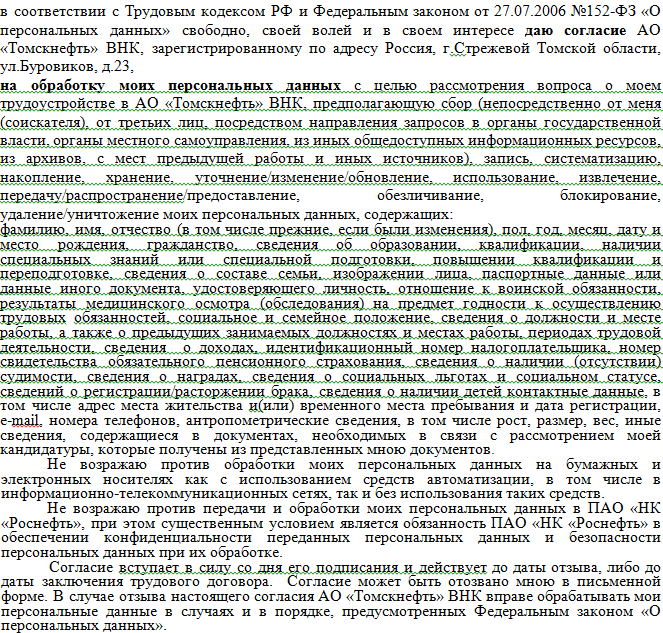 в соответствии с Трудовым кодексом РФ и Федеральным законом от 27.07.2006 №152-ФЗ «О
персональных данных» свободно, своей волей и в своем интересе даю согласие АО
«Томскнефть» ВНК, зарегистрированному по адресу Россия, г.Стрежевой Томской области,
ул.Буровиков, д.23,
на обработку моих персональных данных с целью рассмотрения вопроса о моем
трудоустройстве в АО «Томскнефть» ВНК, предполагающую сбор (непосредственно от меня
(соискателя), от третьих лиц, посредством направления запросов в органы государственной
власти, органы местного самоуправления, из иных общедоступных информационных ресурсов,
из архивов, с мест предыдущей работы и иных источников), запись, систематизацию,
накопление, хранение, уточнение/изменение/обновление, использование, извлечение,
передачу/распространение/предоставление, обезличивание, блокирование,
удаление/уничтожение моих персональных данных, содержащих:
фамилию, имя, отчество (в том числе прежние, если были изменения), пол, год, месяц, дату и
место рождения, гражданство, сведения об образовании, квалификации, наличии
специальных знаний или специальной подготовки, повышении квалификации и
переподготовке, сведения о составе семьи, изображении лица, паспортные данные или
данные иного документа, удостоверяющего личность, отношение к воинской обязанности,
результаты медицинского осмотра (обследования) на предмет годности к осуществлению
трудовых обязанностей, социальное и семейное положение, сведения о должности и месте
работы, а также о предыдущих занимаемых должностях и местах работы, периодах трудовой
деятельности, сведения о доходах, идентификационный номер налогоплательщика, номер
свидетельства обязательного пенсионного страхования, сведения о наличии (отсутствии)
судимости, сведения о наградах, сведения о социальных льготах и социальном статусе,
сведений о регистрации/расторжении брака, сведения о наличии детей контактные данные, в
том числе адрес места жительства и(или) временного места пребывания и дата регистрации,
e-mail, номера телефонов, антропометрические сведения, в том числе рост, размер, вес, иные
сведения, содержащиеся в документах, необходимых в связи с рассмотрением моей
кандидатуры, которые получены из представленных мною документов.
Не возражаю против обработки моих персональных данных на бумажных и
электронных носителях как с использованием средств автоматизации, в том числе в
информационно-телекоммуникационных сетях, так и без использования таких средств.
Не возражаю против передачи и обработки моих персональных данных в ПАО «НК
«Роснефть», при этом существенным условием является обязанность ПАО «НК «Роснефть» в
обеспечении конфиденциальности переданных персональных данных и безопасности
персональных данных при их обработке.
Согласие вступает в силу со дня его подписания и действует до даты отзыва, либо до
даты заключения трудового договора. Согласие может быть отозвано мною в письменной
форме. В случае отзыва настоящего согласия АО «Томскнефть» ВНК вправе обрабатывать мои
персональные данные в случаях и в порядке, предусмотренных Федеральным законом «О
персональных данных».